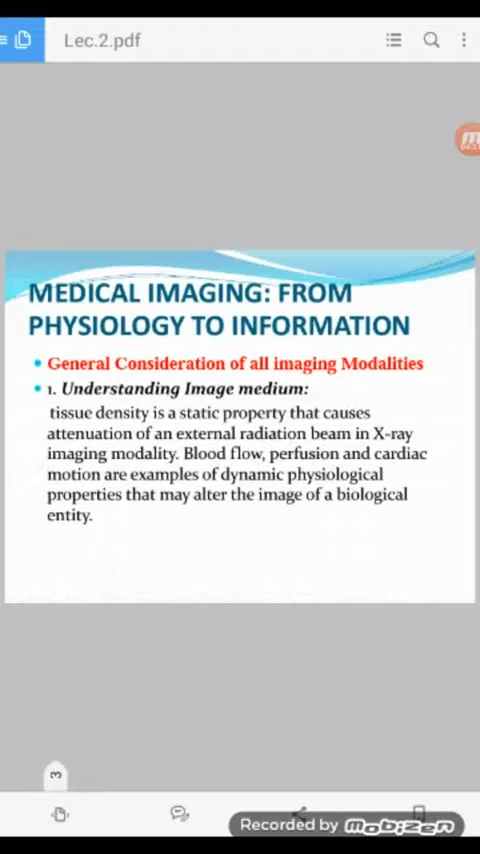 Lec.2.pdf
MEDICAL IMAGING: FROM
PHYSIOLOGY TO INFORMATION
General Consideration of all imaging Modalities
1. Understanding Image medium:
tissue density is a static property that causes
attenuation of an external radiation beam in X-ray
imaging modality. Blood flow, perfusion and cardiac
motion are examples of dynamic physiological
properties that may alter the image of a biological
entity.
3
Recorded by mobizen